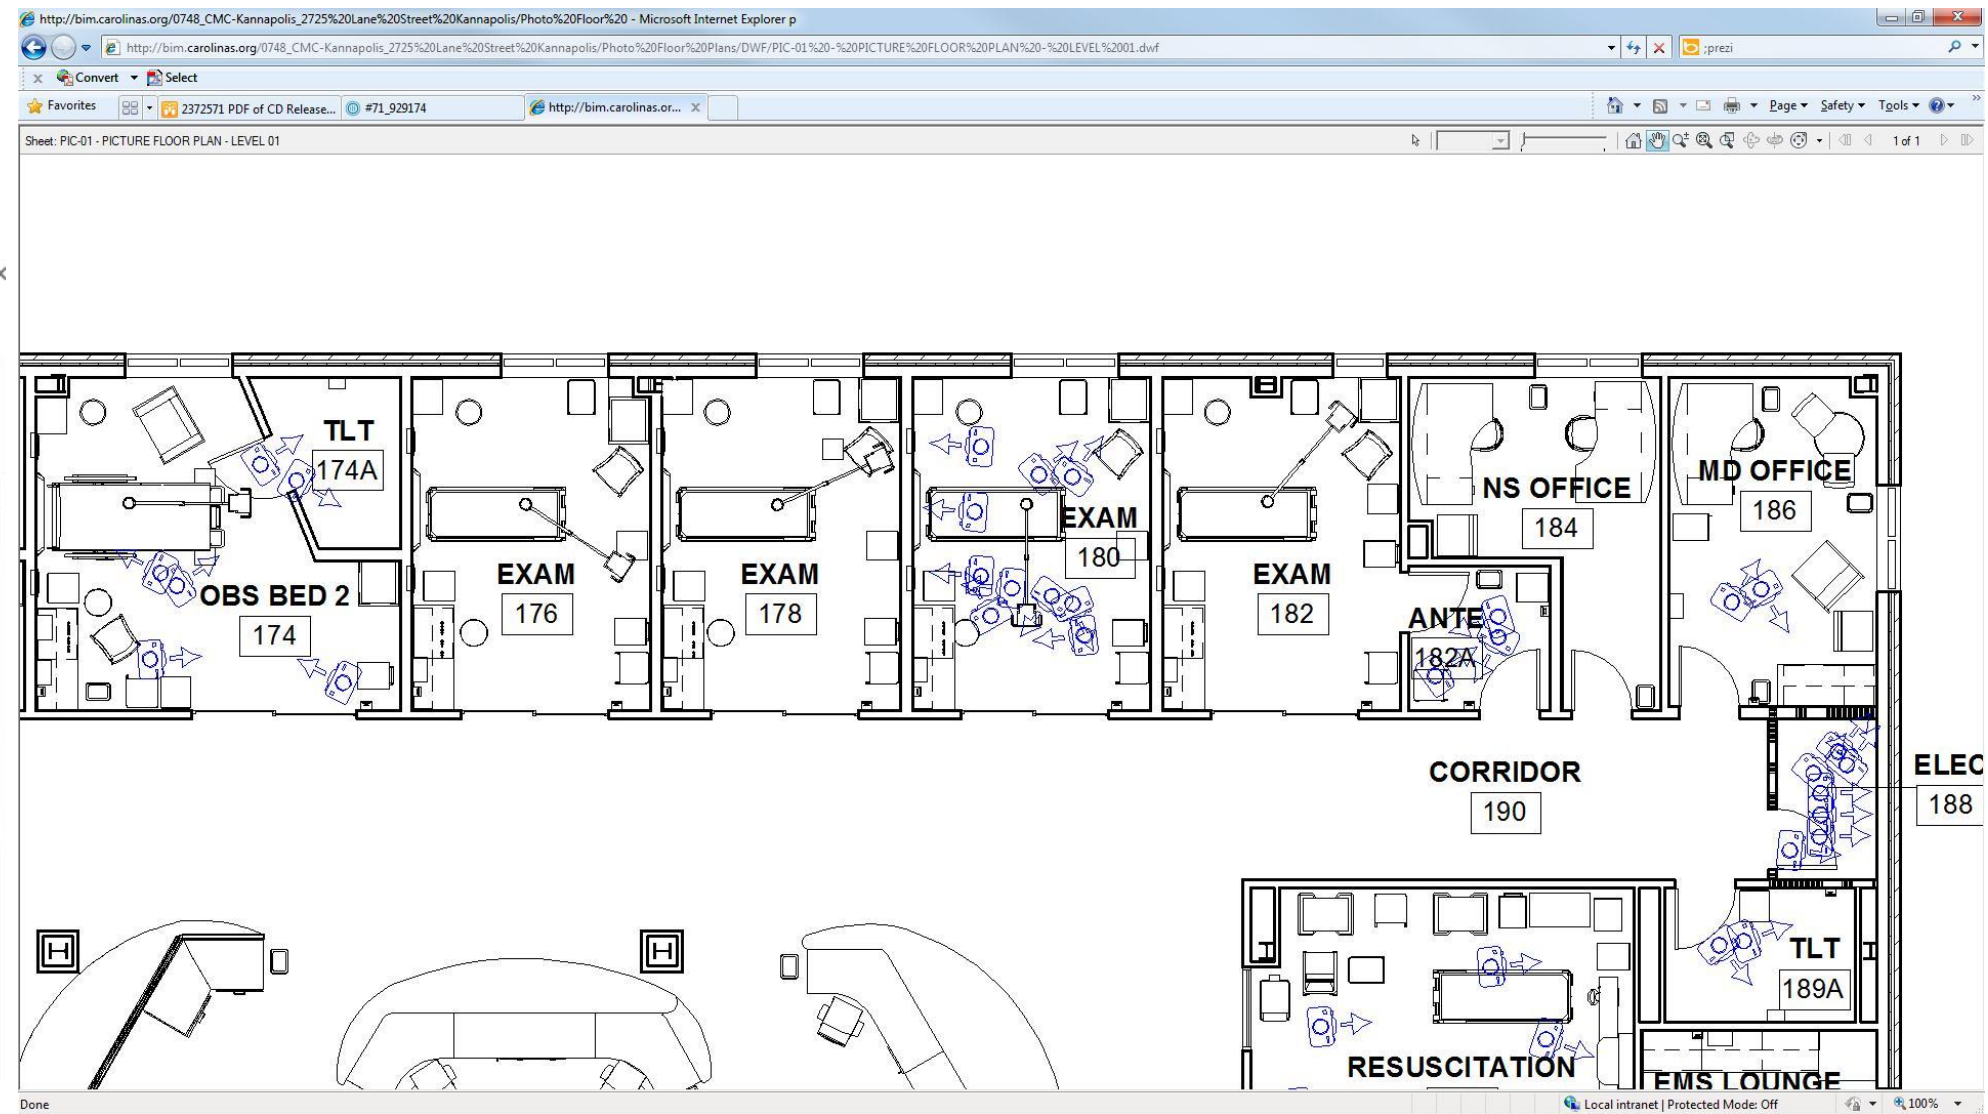 http://bim.carolinas.org/0748_CMC-Kannapolis_2725%20Lane%20Street%20Kannapolis/Photo%20Floor%20 - Microsoft Internet Explorer p
http://bim.carolinas.org/0748_CMC-Kannapolis_2725%20Lane%20Street%20Kannapolis/Photo%20Floor%20Plans/DWF/PIC-01%20-%20PICTURE%20FLOOR%20PLAN%20-%20LEVEL%2001.dwf
;prezi
x Convert Select
Favorites
2372571 PDF of CD Release...
#71_929174
http://bim.carolinas.or... X
Page Safety Tools
Sheet: PIC-01 - PICTURE FLOOR PLAN - LEVEL 01
1 of 1
TLT
174A
OBS BED 2
174
EXAM
176
EXAM
178
EXAM
180
EXAM
182
ANTE
182A
NS OFFICE
184
MD OFFICE
186
CORRIDOR
190
ELEC
188
TLT
189A
RESUSCITATION
EMS LOUNGE
H
H
H
H
Done
Local intranet | Protected Mode: Off
100%